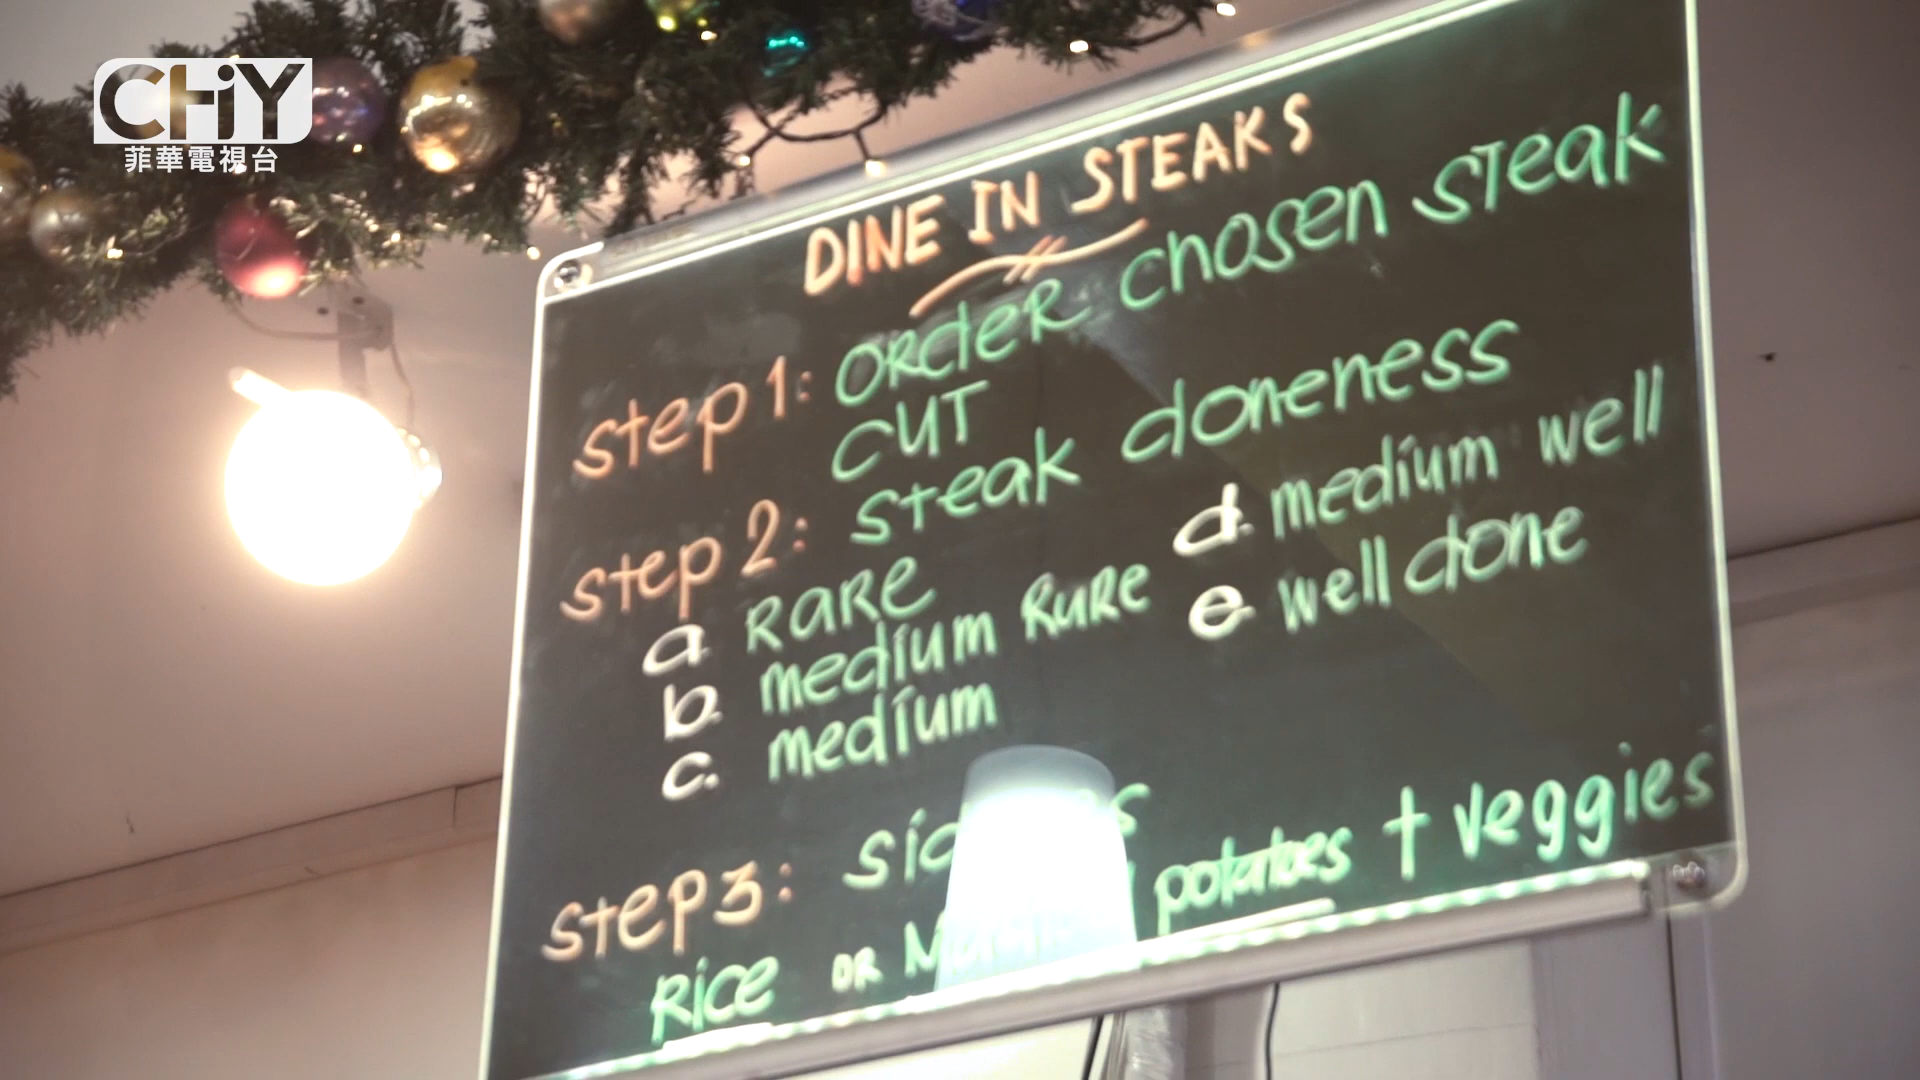 CHiY
菲華電視台
DINE IN STEAKS
step 1: ORdeR chosen steak
CUT
step 2: steak doneness
a. RaRe
b. medium RuRe
c. medium
d. medium well
e. well done
step 3:
Rice OR potatoes + veggies